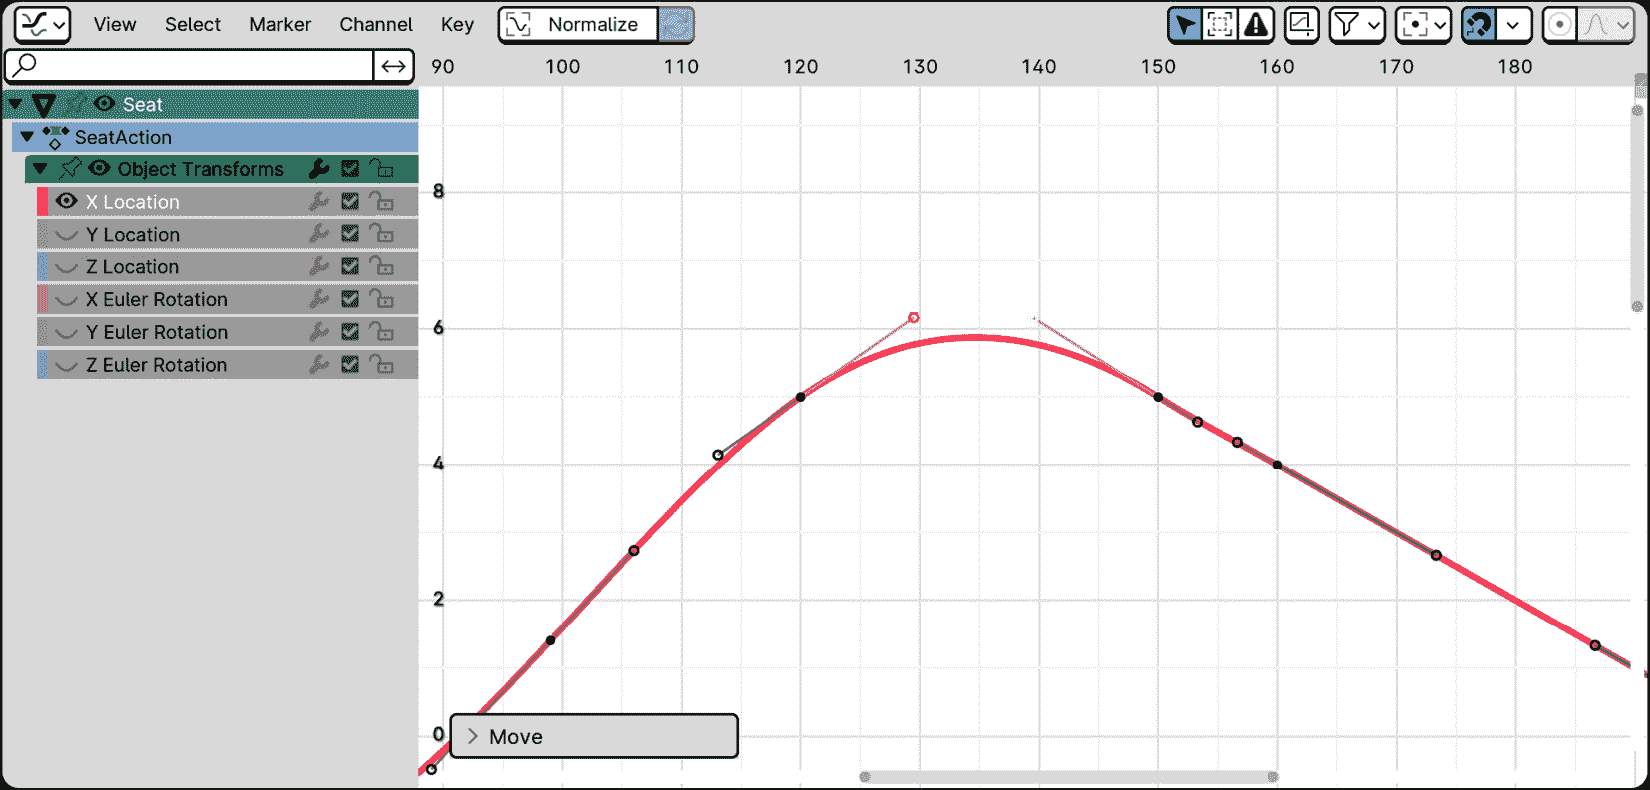 View Select Marker Channel Key Normalize
90 100 110 120 130 140 150 160 170 180
Seat
SeatAction
Object Transforms
X Location
Y Location
Z Location
X Euler Rotation
Y Euler Rotation
Z Euler Rotation
8
6
4
2
0
Move